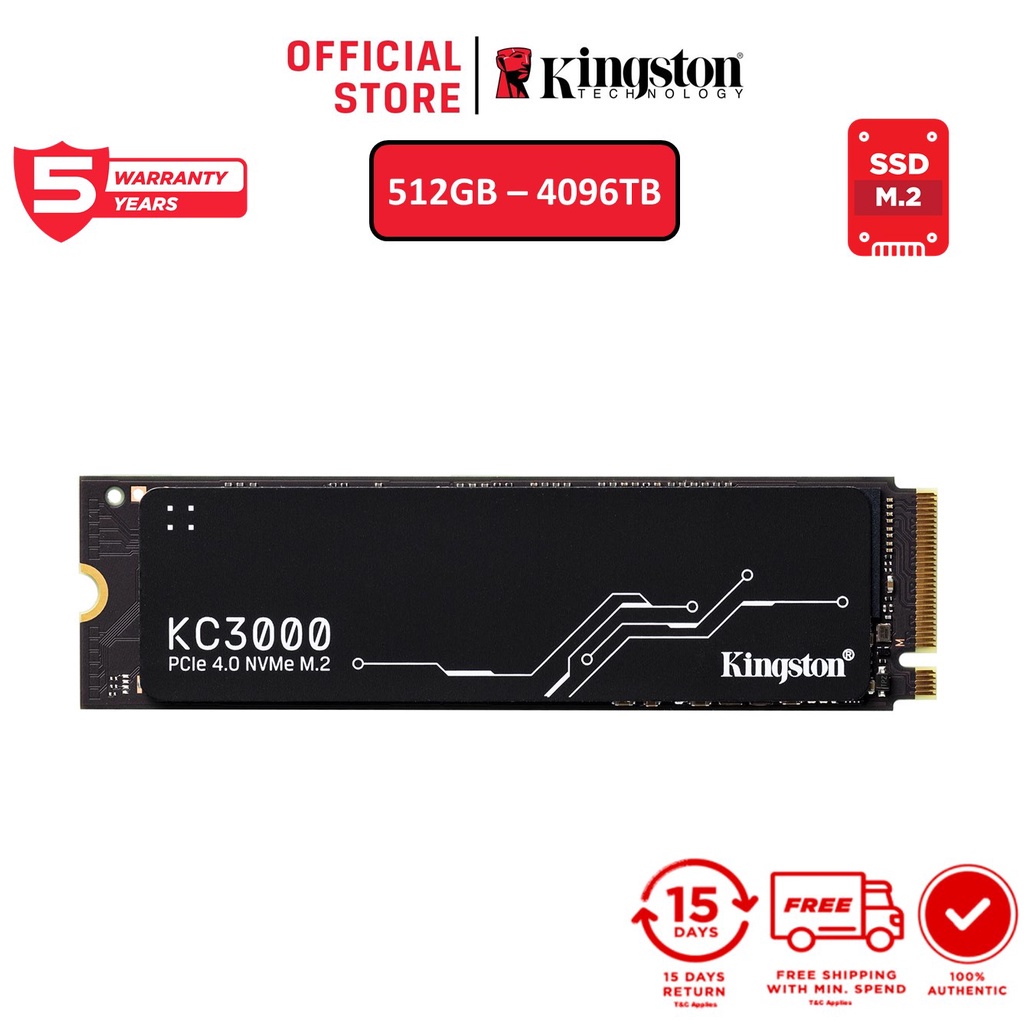 OFFICIAL
STORE
Kingston
TECHNOLOGY
5 WARRANTY
YEARS
512GB – 4096TB
SSD
M.2
KC3000
PCIe 4.0 NVMe M.2
Kingston®
15
DAYS
15 DAYS
RETURN
T&C Applies
FREE
FREE SHIPPING
WITH MIN. SPEND
T&C Applies
100%
AUTHENTIC